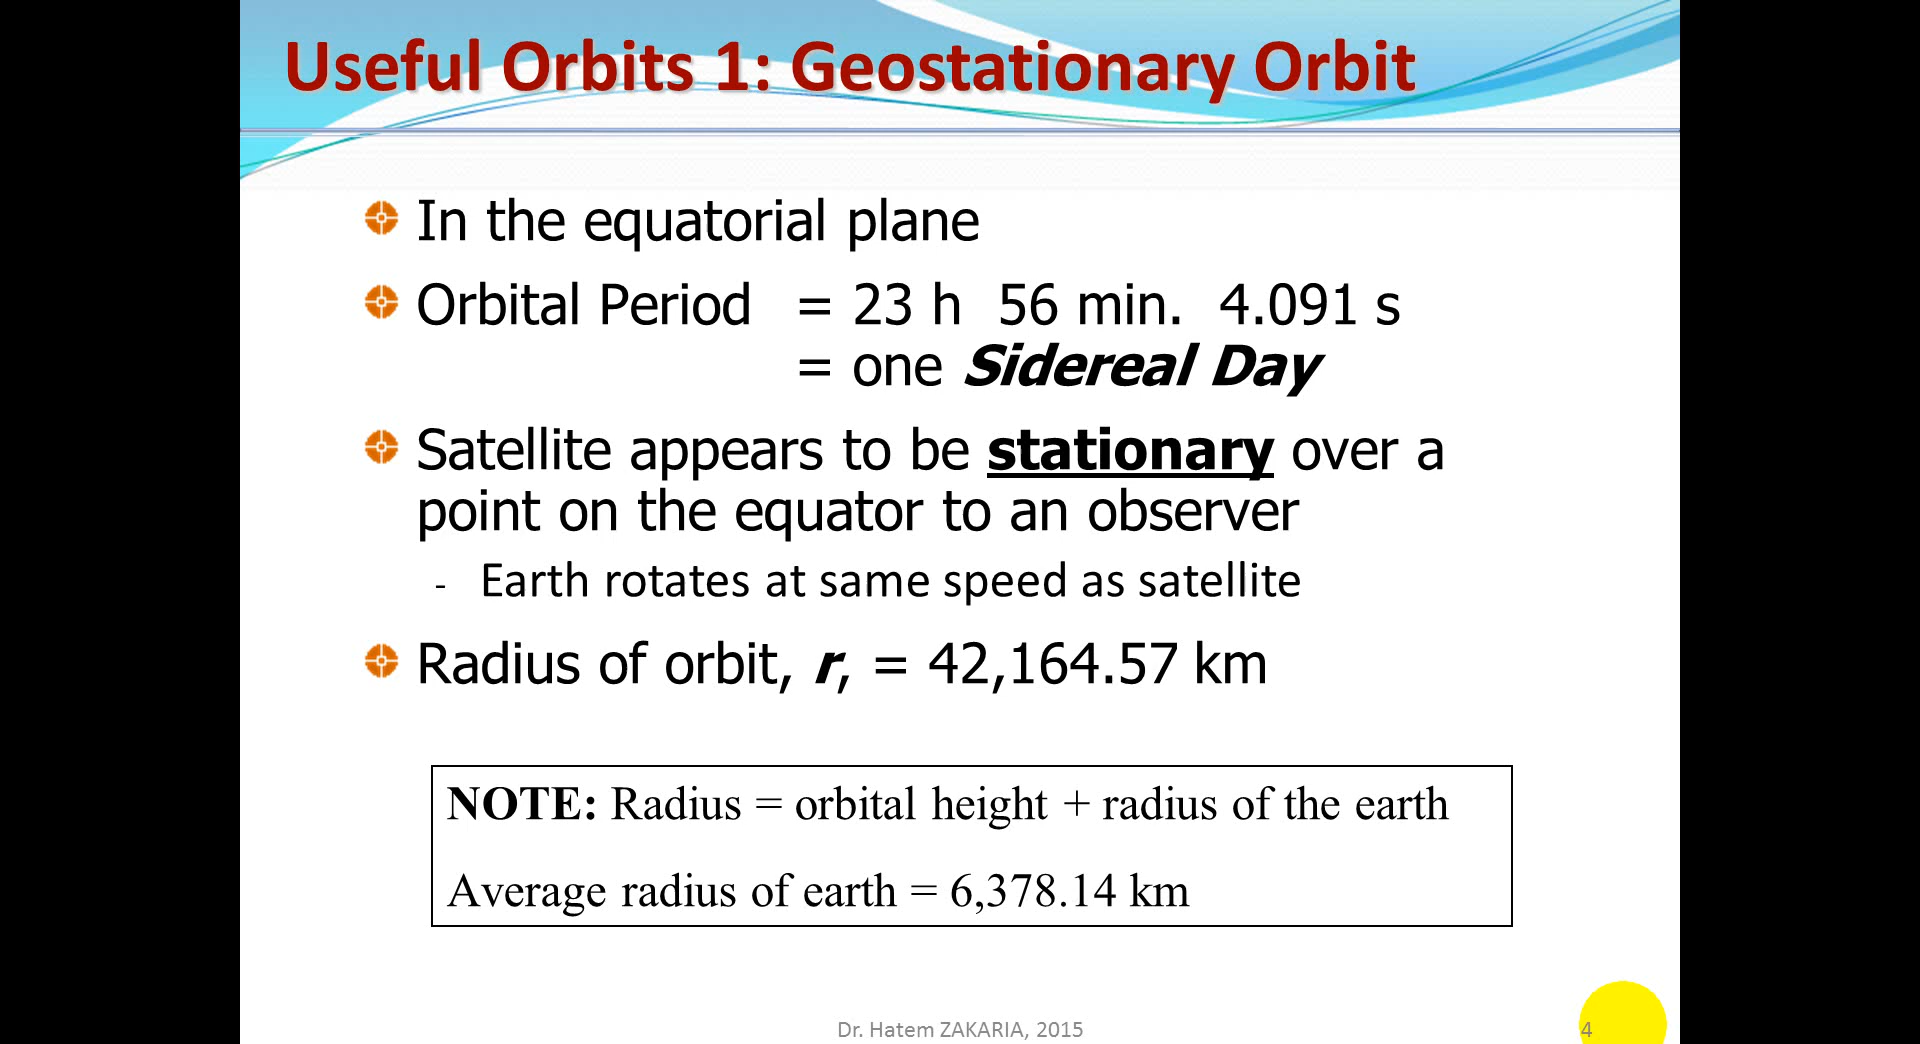 Useful Orbits 1: Geostationary Orbit
In the equatorial plane
Orbital Period = 23 h 56 min. 4.091 s
= one Sidereal Day
Satellite appears to be stationary over a
point on the equator to an observer
- Earth rotates at same speed as satellite
Radius of orbit, r, = 42,164.57 km
NOTE: Radius = orbital height + radius of the earth
Average radius of earth = 6,378.14 km
Dr. Hatem ZAKARIA, 2015
4